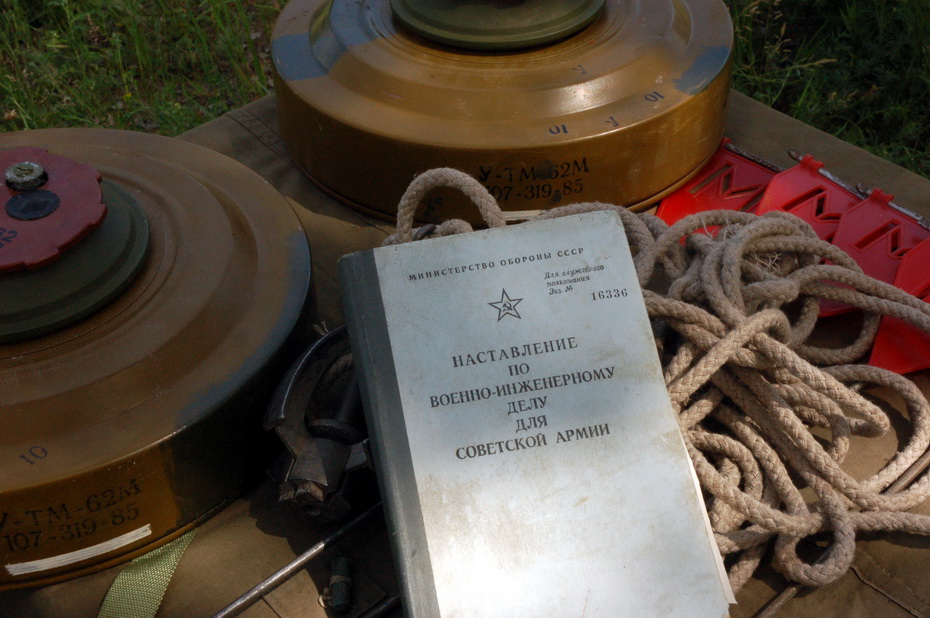 10 У 10
У-ТМ-62М
107-319-85
МИНИСТЕРСТВО ОБОРОНЫ СССР
Для служебного
пользования
Экз. №
16336
НАСТАВЛЕНИЕ
ПО
ВОЕННО-ИНЖЕНЕРНОМУ
ДЕЛУ
ДЛЯ
СОВЕТСКОЙ АРМИИ
10
У-ТМ-62М
107-319-85